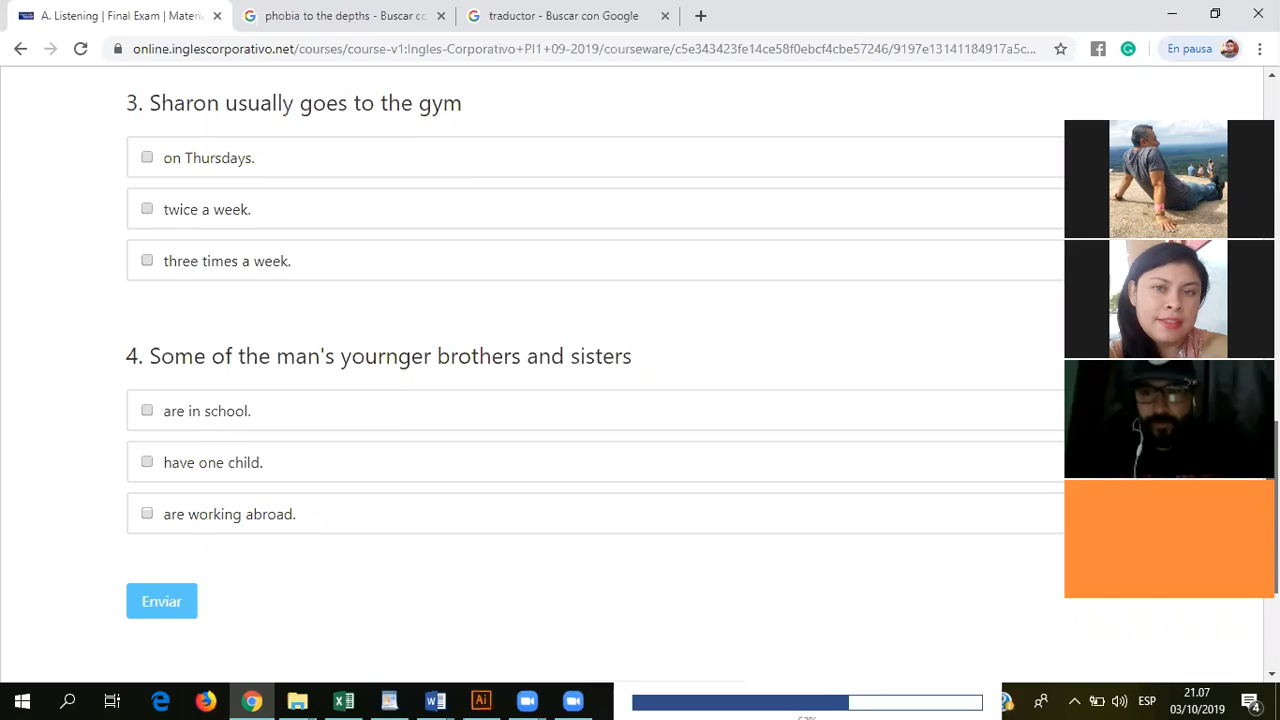 A. Listening | Final Exam | Matem
phobia to the depths - Buscar co
traductor - Buscar con Google
online.inglescorporativo.net/courses/course-v1:Ingles-Corporativo+PI1+09-2019/courseware/c5e343423fe14ce58f0ebcf4cbe57246/9197e13141184917a5c...
En pausa
3. Sharon usually goes to the gym
on Thursdays.
twice a week.
three times a week.
4. Some of the man's yournger brothers and sisters
are in school.
have one child.
are working abroad.
Enviar
ESP
21.07
03/10/2019
4